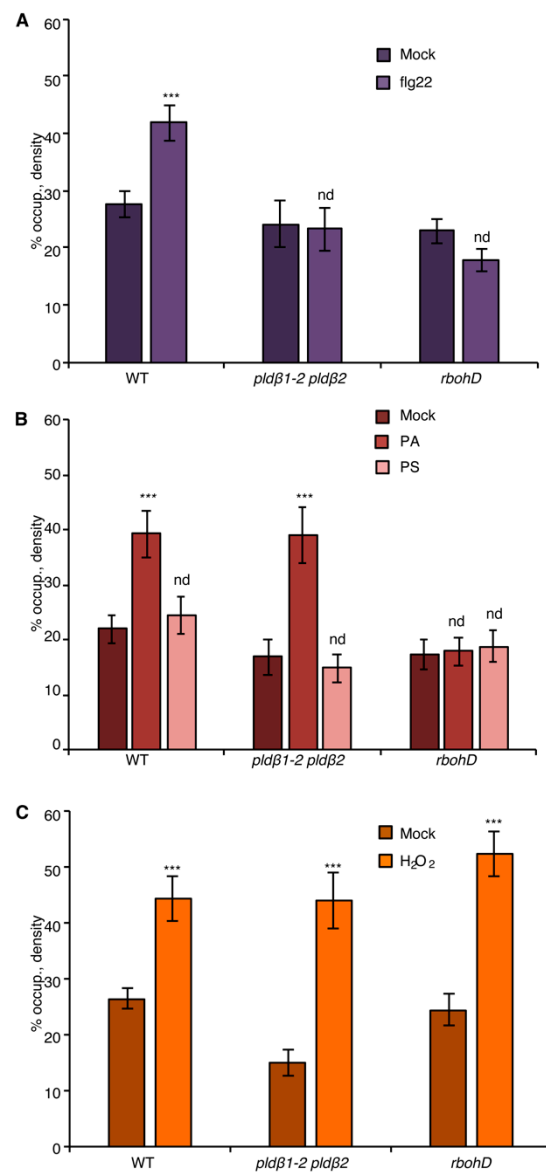 A
60
50
40
30
20
10
0
% occup., density
Mock
flg22
***
nd
nd
WT
pldβ1-2 pldβ2
rbohD
B
60
50
40
30
20
10
0
% occup., density
Mock
PA
PS
***
nd
***
nd
nd
nd
WT
pldβ1-2 pldβ2
rbohD
C
60
50
40
30
20
10
0
% occup., density
Mock
H₂O₂
***
***
***
WT
pldβ1-2 pldβ2
rbohD